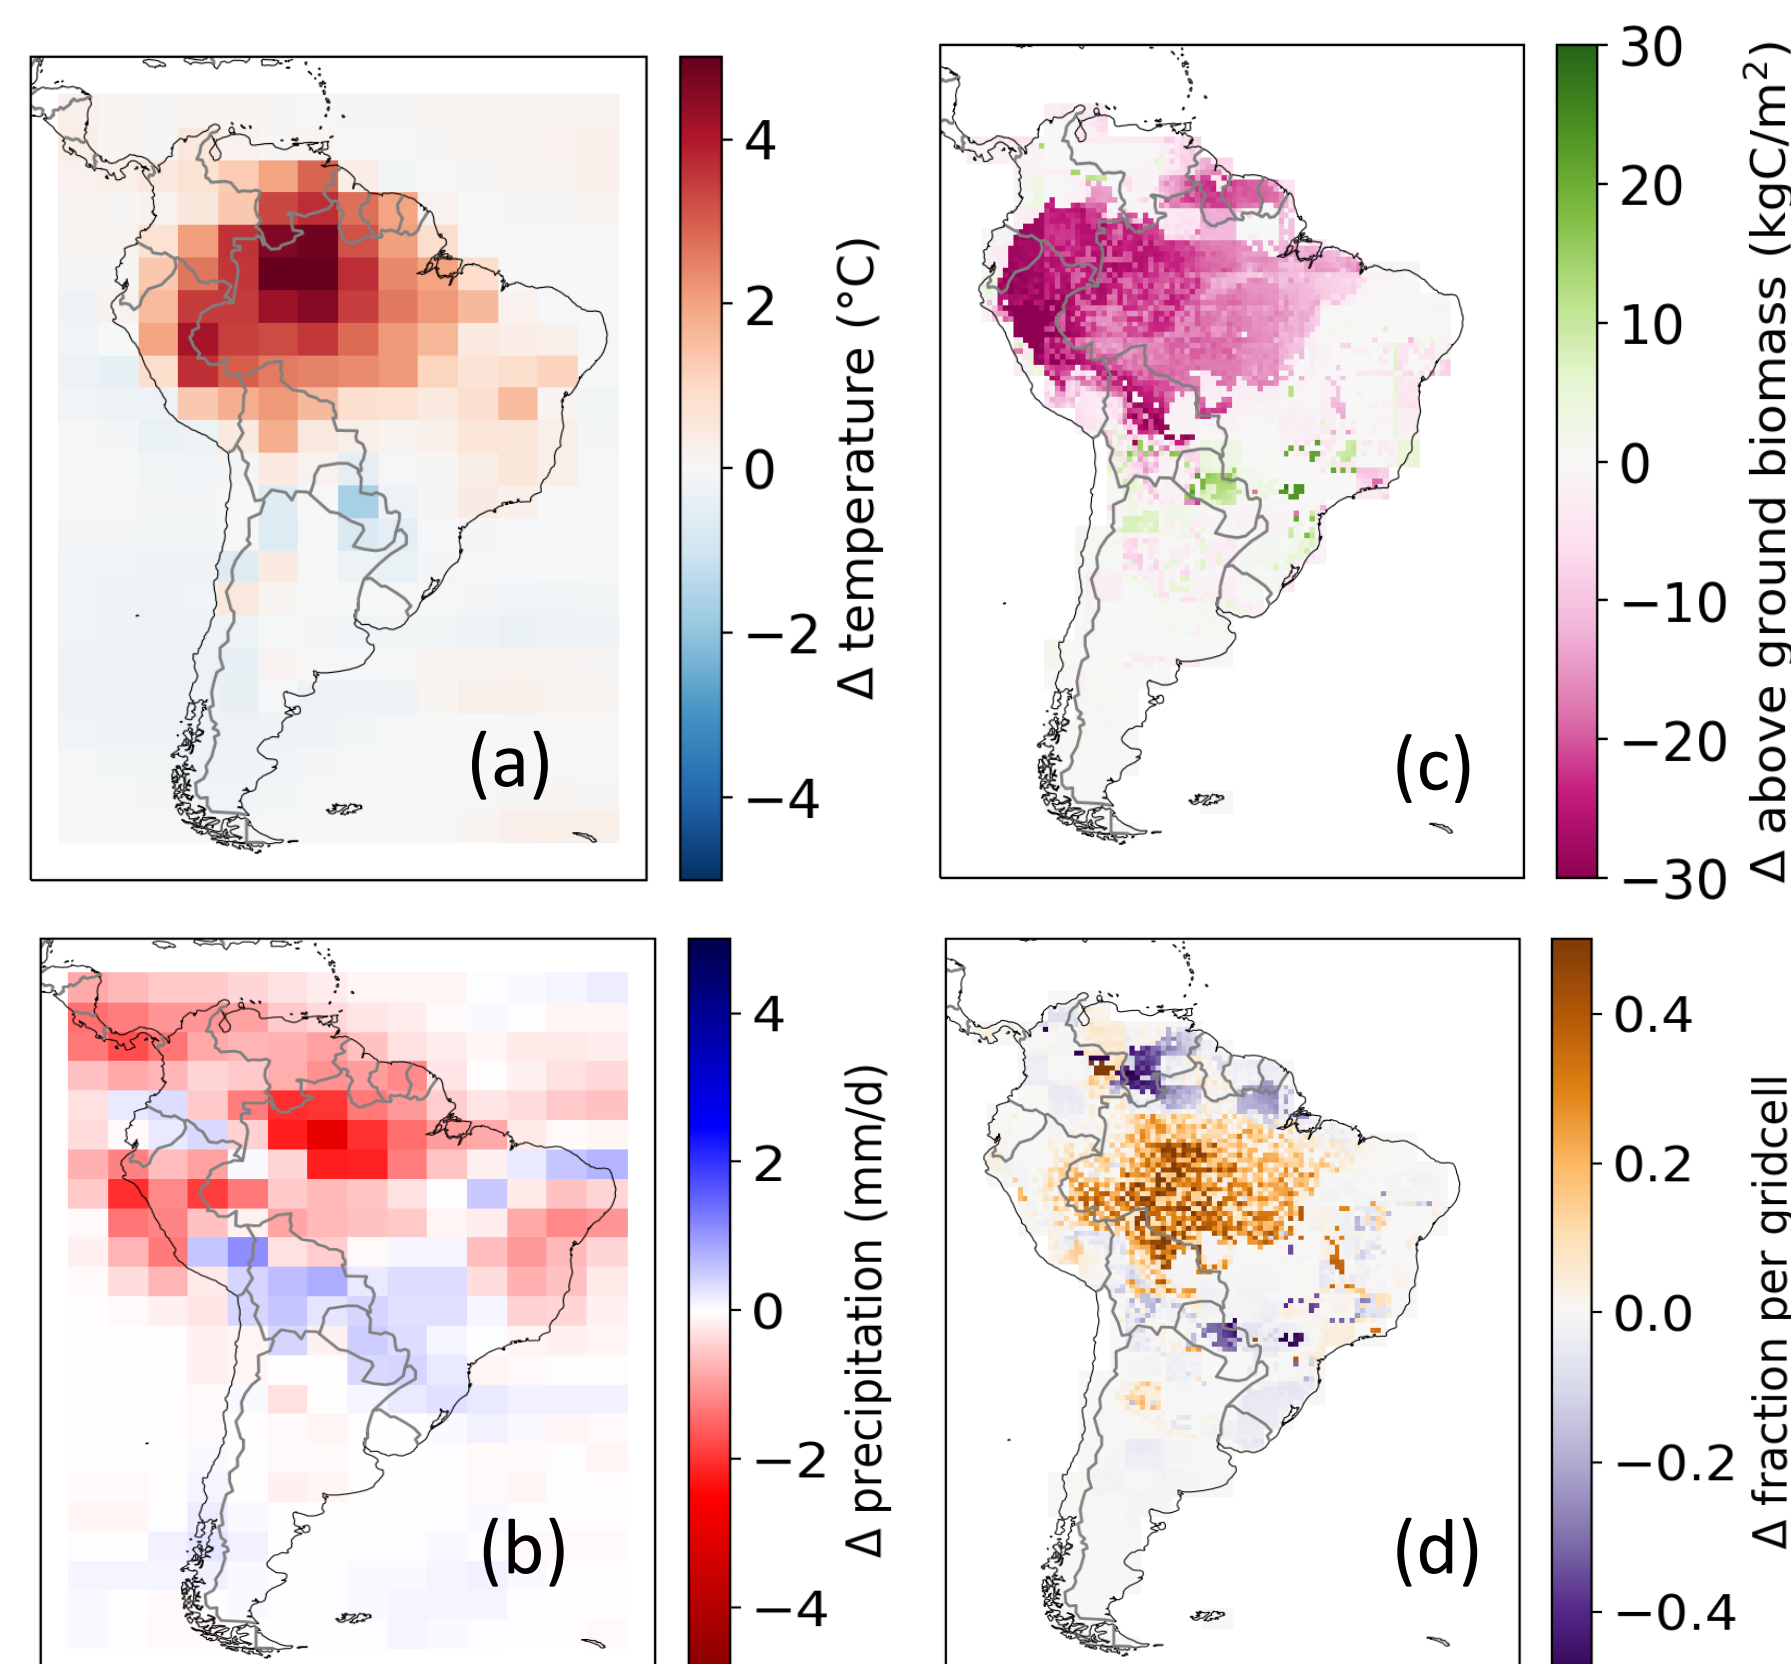 4
2
0
−2
−4
Δ temperature (°C)
(a)
30
20
10
0
−10
−20
−30
Δ above ground biomass (kgC/m²)
(c)
4
2
0
−2
−4
Δ precipitation (mm/d)
(b)
0.4
0.2
0.0
−0.2
−0.4
Δ fraction per gridcell
(d)